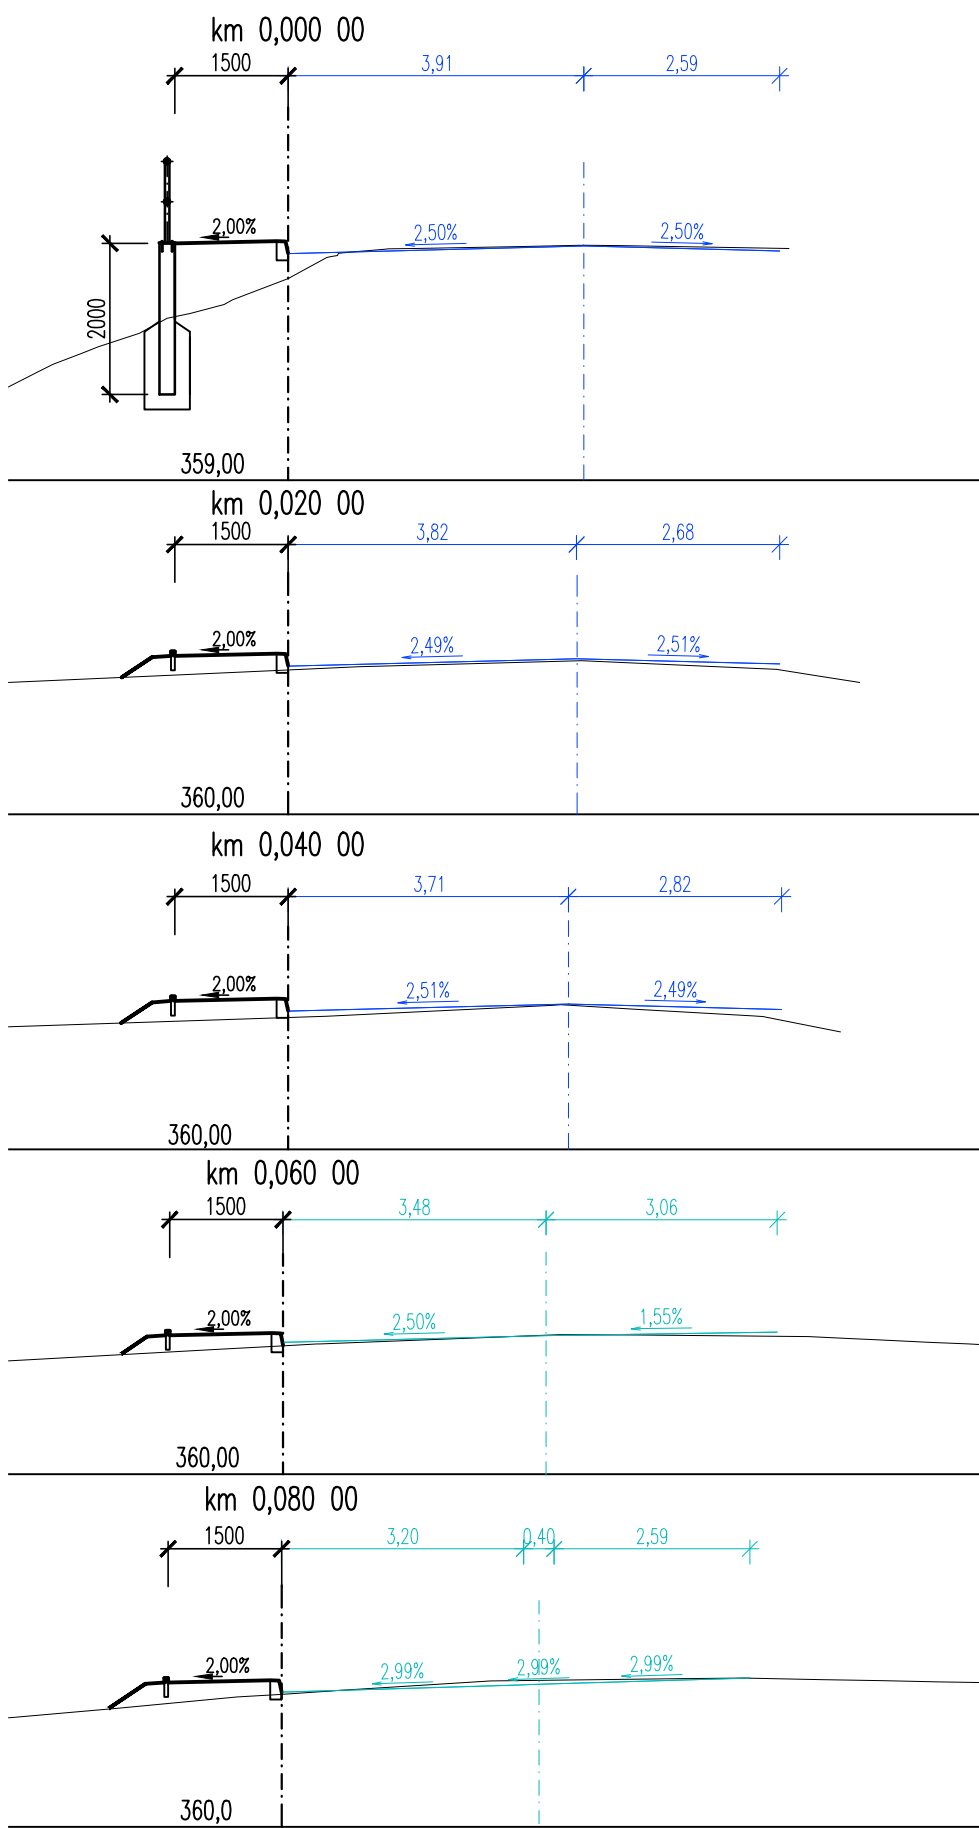 km 0,000 00
1500 3,91 2,59
2,00% 2,50% 2,50%
2000
359,00
km 0,020 00
1500 3,82 2,68
2,00% 2,49% 2,51%
360,00
km 0,040 00
1500 3,71 2,82
2,00% 2,51% 2,49%
360,00
km 0,060 00
1500 3,48 3,06
2,00% 2,50% 1,55%
360,00
km 0,080 00
1500 3,20 0,40 2,59
2,00% 2,99% 2,99% 2,99%
360,0